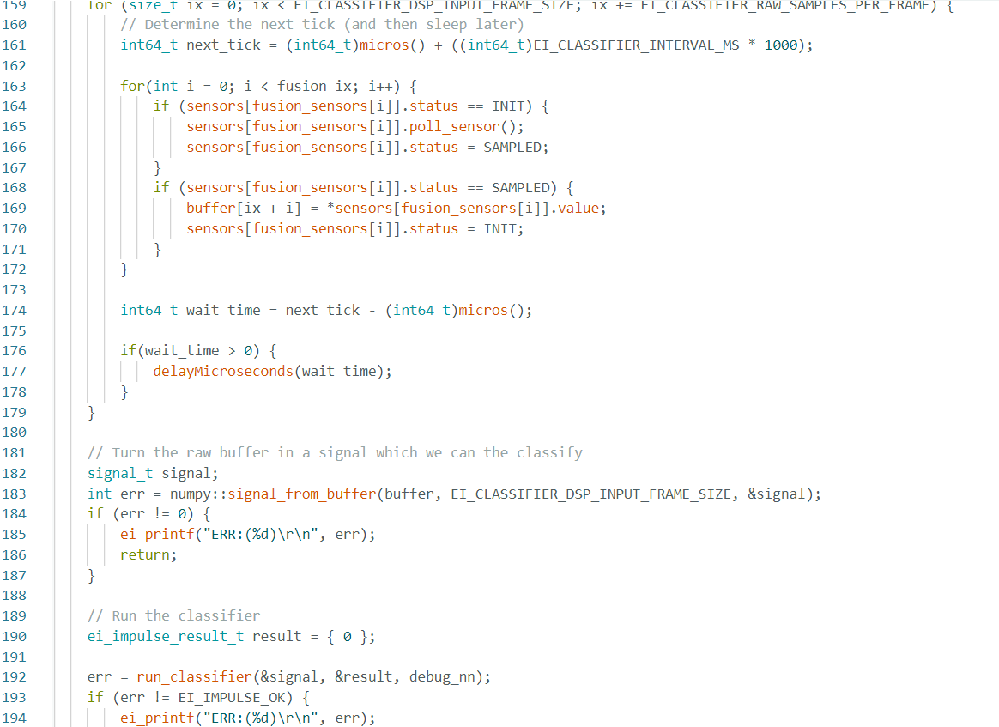 159 for (size_t ix = 0; ix < EI_CLASSIFIER_DSP_INPUT_FRAME_SIZE; ix += EI_CLASSIFIER_RAW_SAMPLES_PER_FRAME) {
160 // Determine the next tick (and then sleep later)
161 int64_t next_tick = (int64_t)micros() + ((int64_t)EI_CLASSIFIER_INTERVAL_MS * 1000);
162
163 for(int i = 0; i < fusion_ix; i++) {
164 if (sensors[fusion_sensors[i]].status == INIT) {
165 sensors[fusion_sensors[i]].poll_sensor();
166 sensors[fusion_sensors[i]].status = SAMPLED;
167 }
168 if (sensors[fusion_sensors[i]].status == SAMPLED) {
169 buffer[ix + i] = *sensors[fusion_sensors[i]].value;
170 sensors[fusion_sensors[i]].status = INIT;
171 }
172 }
173
174 int64_t wait_time = next_tick - (int64_t)micros();
175
176 if(wait_time > 0) {
177 delayMicroseconds(wait_time);
178 }
179 }
180
181 // Turn the raw buffer in a signal which we can the classify
182 signal_t signal;
183 int err = numpy::signal_from_buffer(buffer, EI_CLASSIFIER_DSP_INPUT_FRAME_SIZE, &signal);
184 if (err != 0) {
185 ei_printf("ERR:(%d)\r\n", err);
186 return;
187 }
188
189 // Run the classifier
190 ei_impulse_result_t result = { 0 };
191
192 err = run_classifier(&signal, &result, debug_nn);
193 if (err != EI_IMPULSE_OK) {
194 ei_printf("ERR:(%d)\r\n", err);